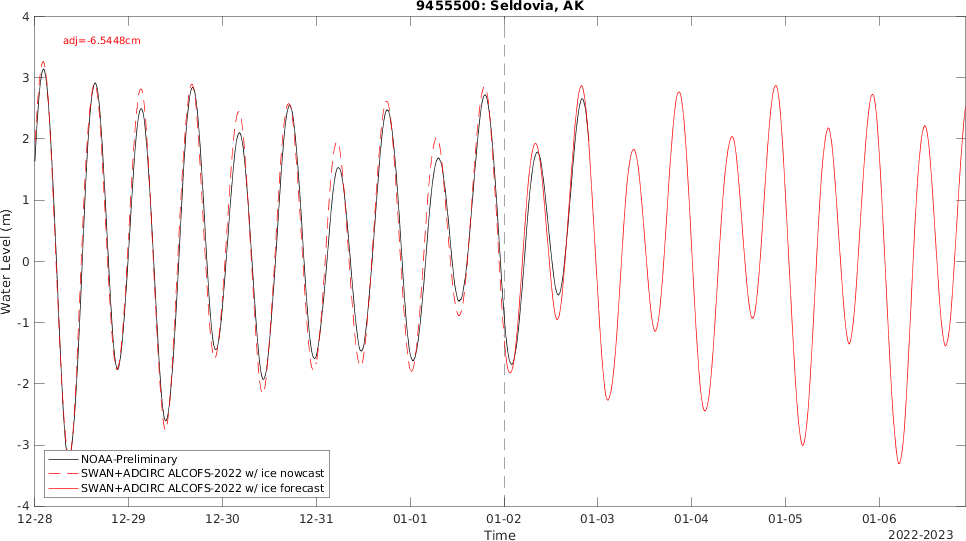 9455500: Seldovia, AK
adj=-6.5448cm
4
3
2
1
0
-1
-2
-3
-4
Water Level (m)
NOAA-Preliminary
SWAN+ADCIRC ALCOFS-2022 w/ ice nowcast
SWAN+ADCIRC ALCOFS-2022 w/ ice forecast
12-28 12-29 12-30 12-31 01-01 01-02 01-03 01-04 01-05 01-06
Time
2022-2023